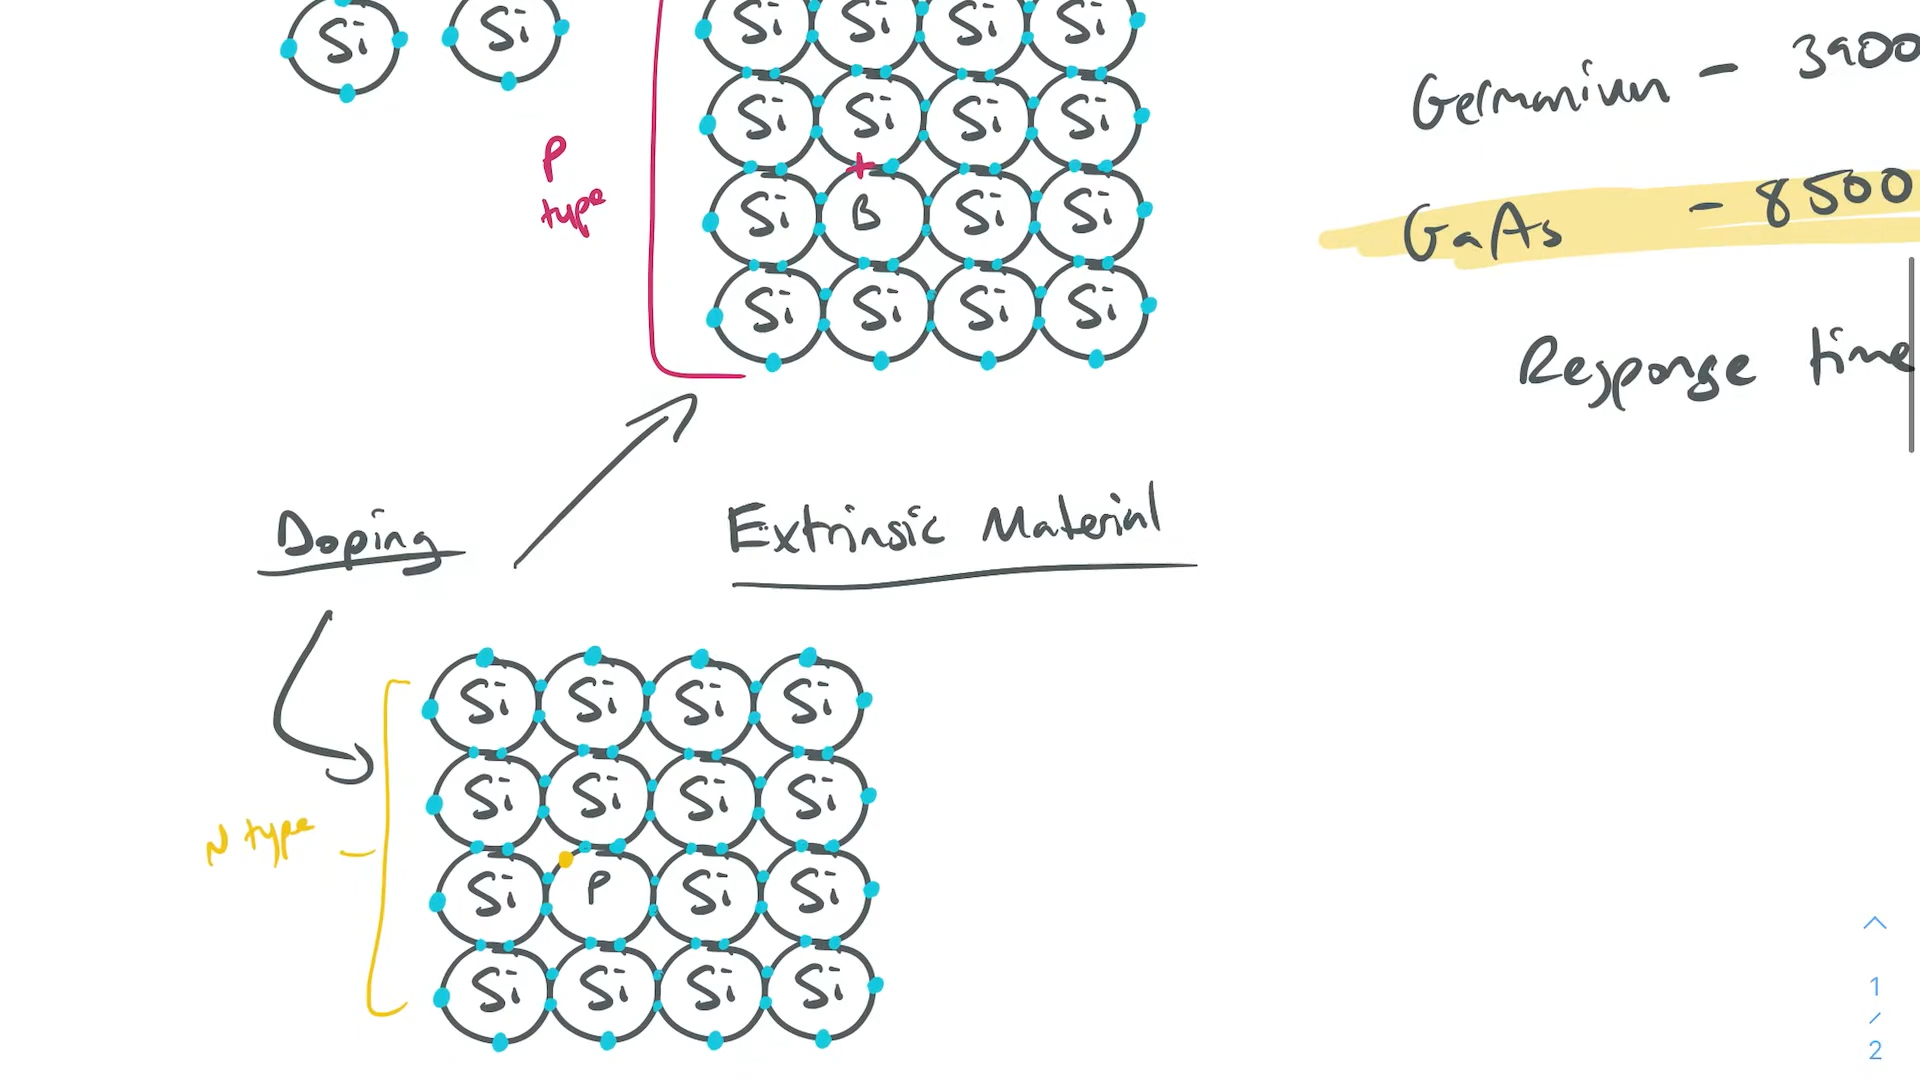 Si Si
Si Si Si Si
Si Si Si Si
Si B Si Si
Si Si Si Si
P
type
Germanium - 3900
GaAs - 8500
Response time
Doping
Extrinsic Material
Si Si Si Si
Si Si Si Si
Si P Si Si
Si Si Si Si
N type
1
/
2